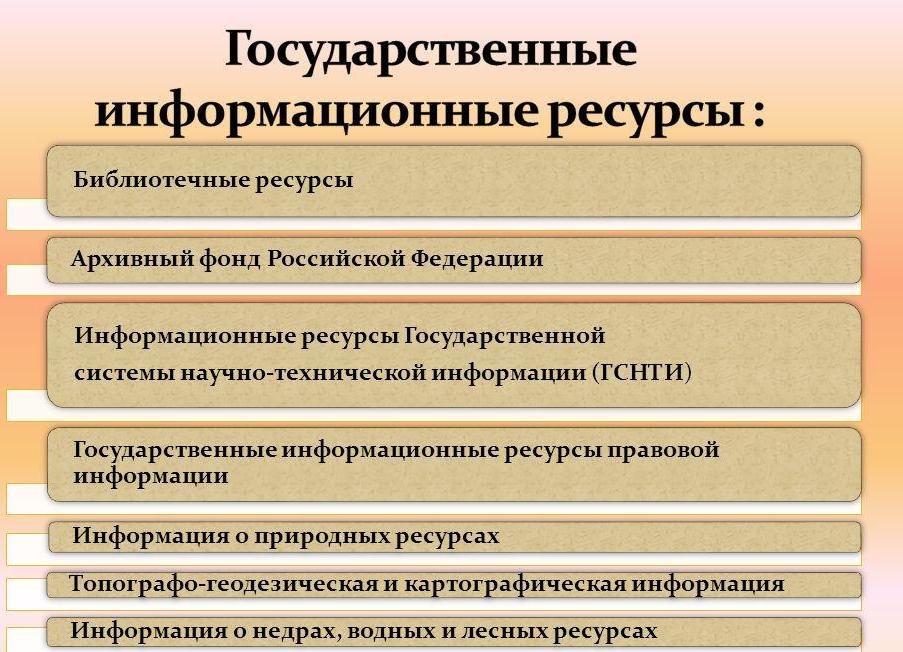 Государственные
информационные ресурсы :
Библиотечные ресурсы
Архивный фонд Российской Федерации
Информационные ресурсы Государственной
системы научно-технической информации (ГСНТИ)
Государственные информационные ресурсы правовой
информации
Информация о природных ресурсах
Топографо-геодезическая и картографическая информация
Информация о недрах, водных и лесных ресурсах